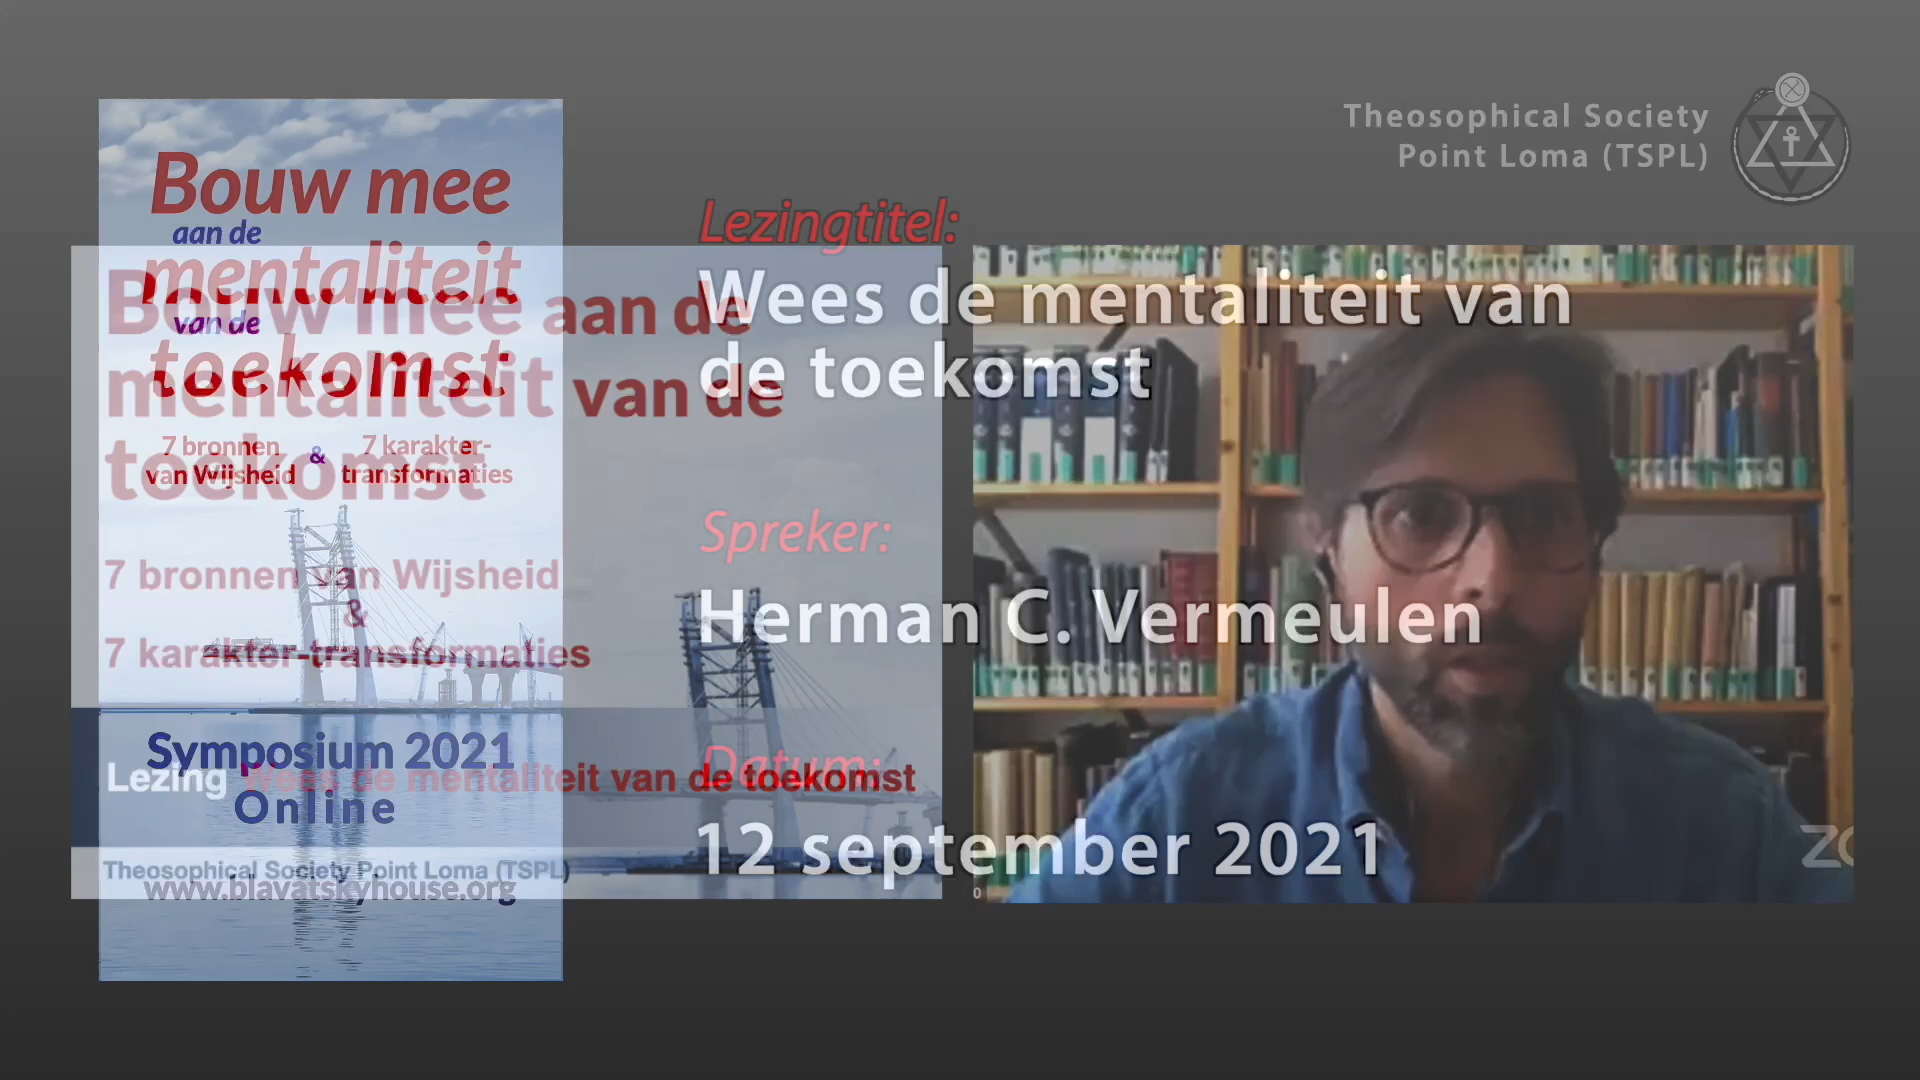 Theosophical Society
Point Loma (TSPL)
Bouw mee
aan de
mentaliteit
van de
toekomst
7 bronnen
van Wijsheid
&
7 karakter-
transformaties
Symposium 2021
Online
www.blavatskyhouse.org
Bouw mee aan de
mentaliteit van de
toekomst
7 bronnen van Wijsheid
&
7 karakter-transformaties
Lezing Wees de mentaliteit van de toekomst
Theosophical Society Point Loma (TSPL)
Lezingtitel:
Wees de mentaliteit van
de toekomst
Spreker:
Herman C. Vermeulen
Datum:
12 september 2021